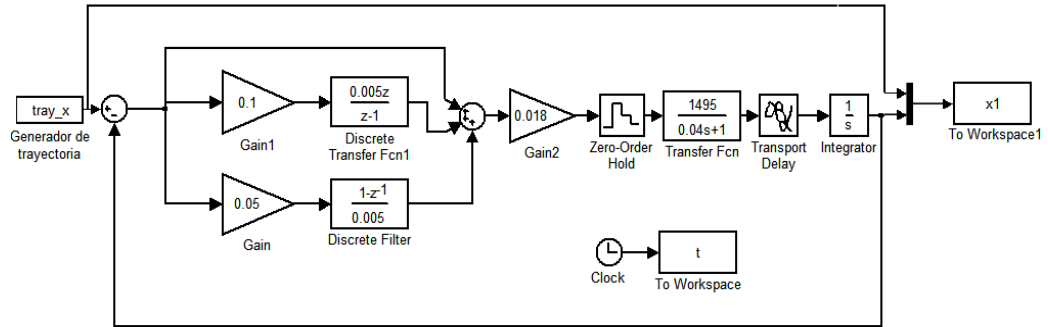 tray_x
Generador de
trayectoria
+
-
0.1
Gain1
0.005z
z-1
Discrete
Transfer Fcn1
0.05
Gain
1-z-1
0.005
Discrete Filter
+
+
+
0.018
Gain2
Zero-Order
Hold
1495
0.04s+1
Transfer Fcn
Transport
Delay
1
s
Integrator
x1
To Workspace1
Clock
t
To Workspace